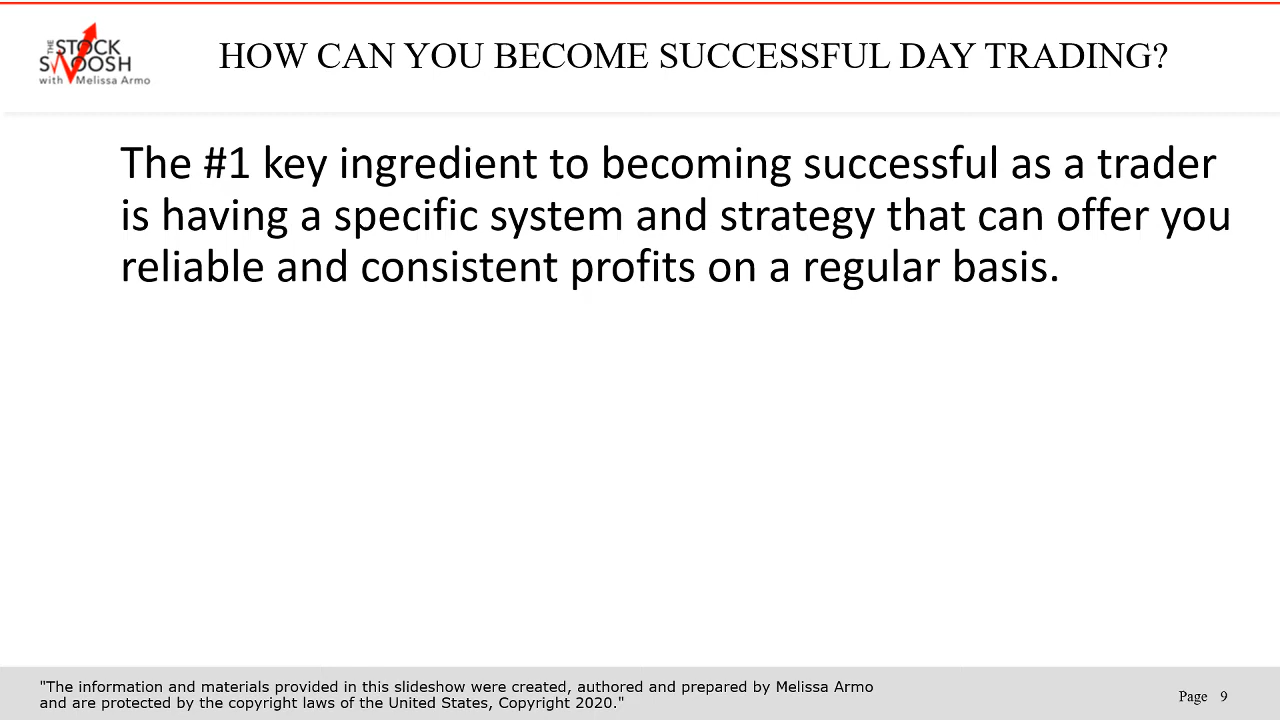 THE
STOCK
SWOOSH
with Melissa Armo
HOW CAN YOU BECOME SUCCESSFUL DAY TRADING?
The #1 key ingredient to becoming successful as a trader
is having a specific system and strategy that can offer you
reliable and consistent profits on a regular basis.
"The information and materials provided in this slideshow were created, authored and prepared by Melissa Armo
and are protected by the copyright laws of the United States, Copyright 2020."
Page 9